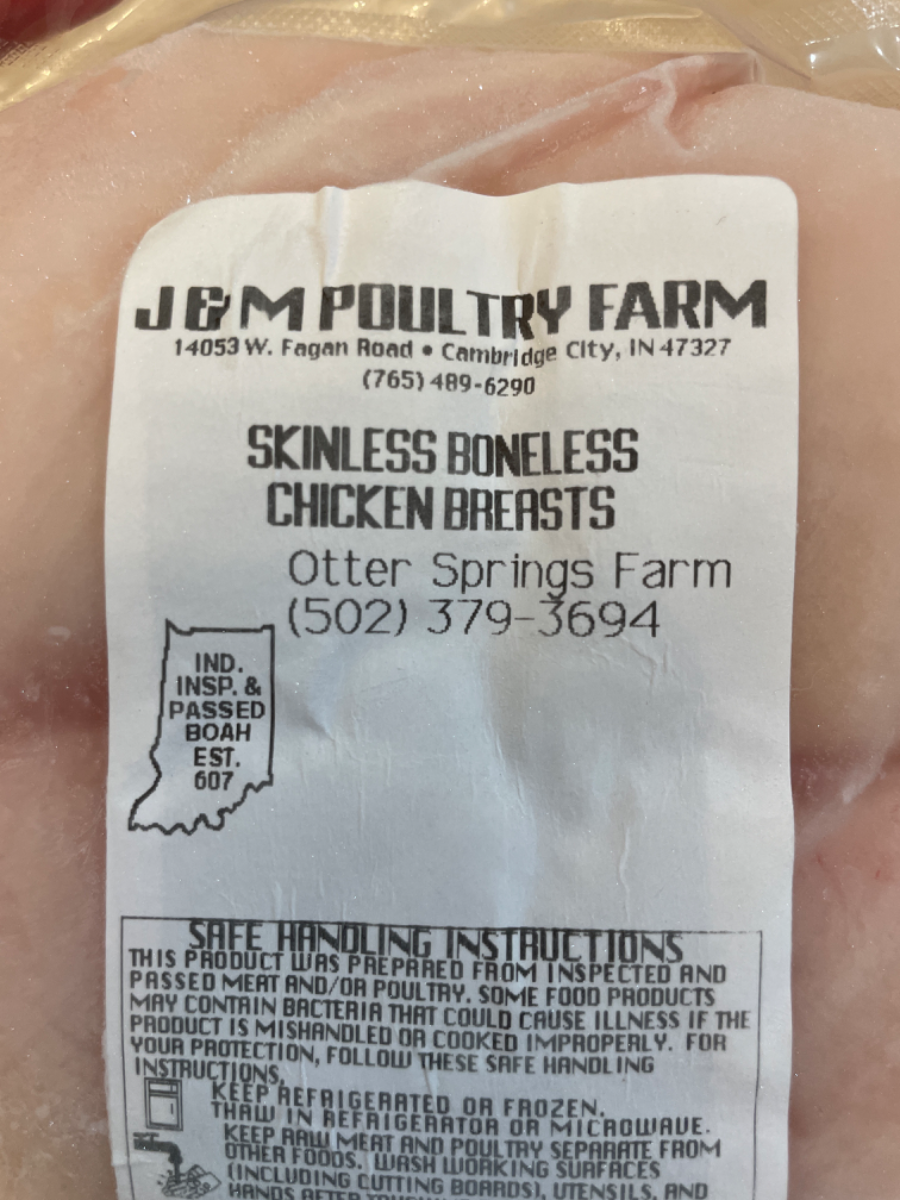 J & M POULTRY FARM
14053 W. Fagan Road • Cambridge City, IN 47327
(765) 489-6290
SKINLESS BONELESS
CHICKEN BREASTS
Otter Springs Farm
(502) 379-3694
IND.
INSP. &
PASSED
BOAH
EST.
607
SAFE HANDLING INSTRUCTIONS
THIS PRODUCT WAS PREPARED FROM INSPECTED AND
PASSED MEAT AND/OR POULTRY. SOME FOOD PRODUCTS
MAY CONTAIN BACTERIA THAT COULD CAUSE ILLNESS IF THE
PRODUCT IS MISHANDLED OR COOKED IMPROPERLY. FOR
YOUR PROTECTION, FOLLOW THESE SAFE HANDLING
INSTRUCTIONS.
KEEP REFRIGERATED OR FROZEN.
THAW IN REFRIGERATOR OR MICROWAVE.
KEEP RAW MEAT AND POULTRY SEPARATE FROM
OTHER FOODS. WASH WORKING SURFACES
(INCLUDING CUTTING BOARDS), UTENSILS, AND
HANDS AFTER